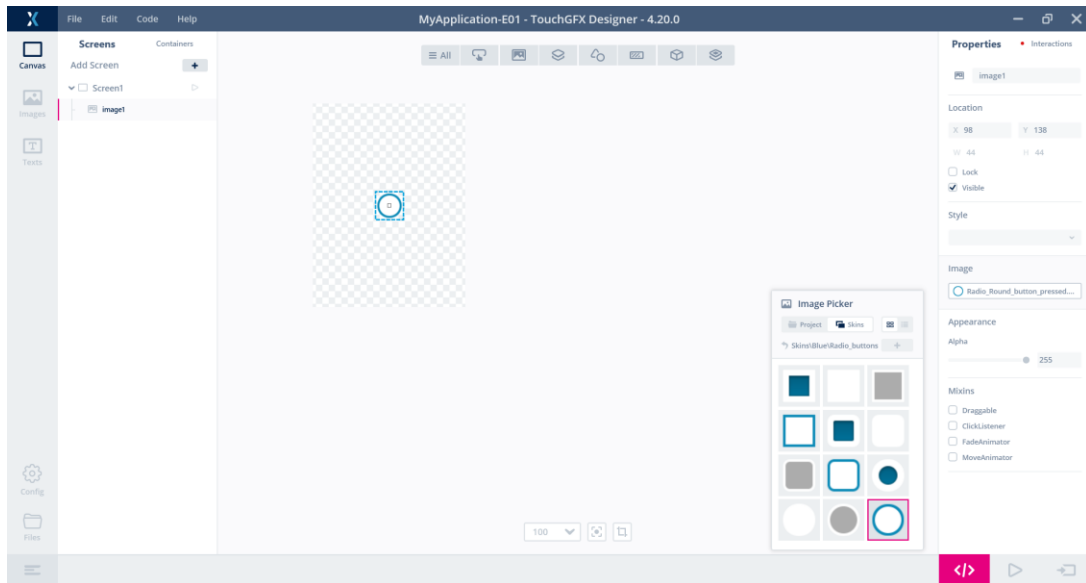 File Edit Code Help
MyApplication-E01 - TouchGFX Designer - 4.20.0
Canvas
Images
Texts
Config
Files
Screens Containers
Add Screen +
Screen1
image1
All
100
Image Picker
Project Skins
Skins\Blue\Radio_buttons +
Properties Interactions
image1
Location
X 98 Y 138
W 44 H 44
Lock
Visible
Style
Image
Radio_Round_button_pressed....
Appearance
Alpha
255
Mixins
Draggable
ClickListener
FadeAnimator
MoveAnimator